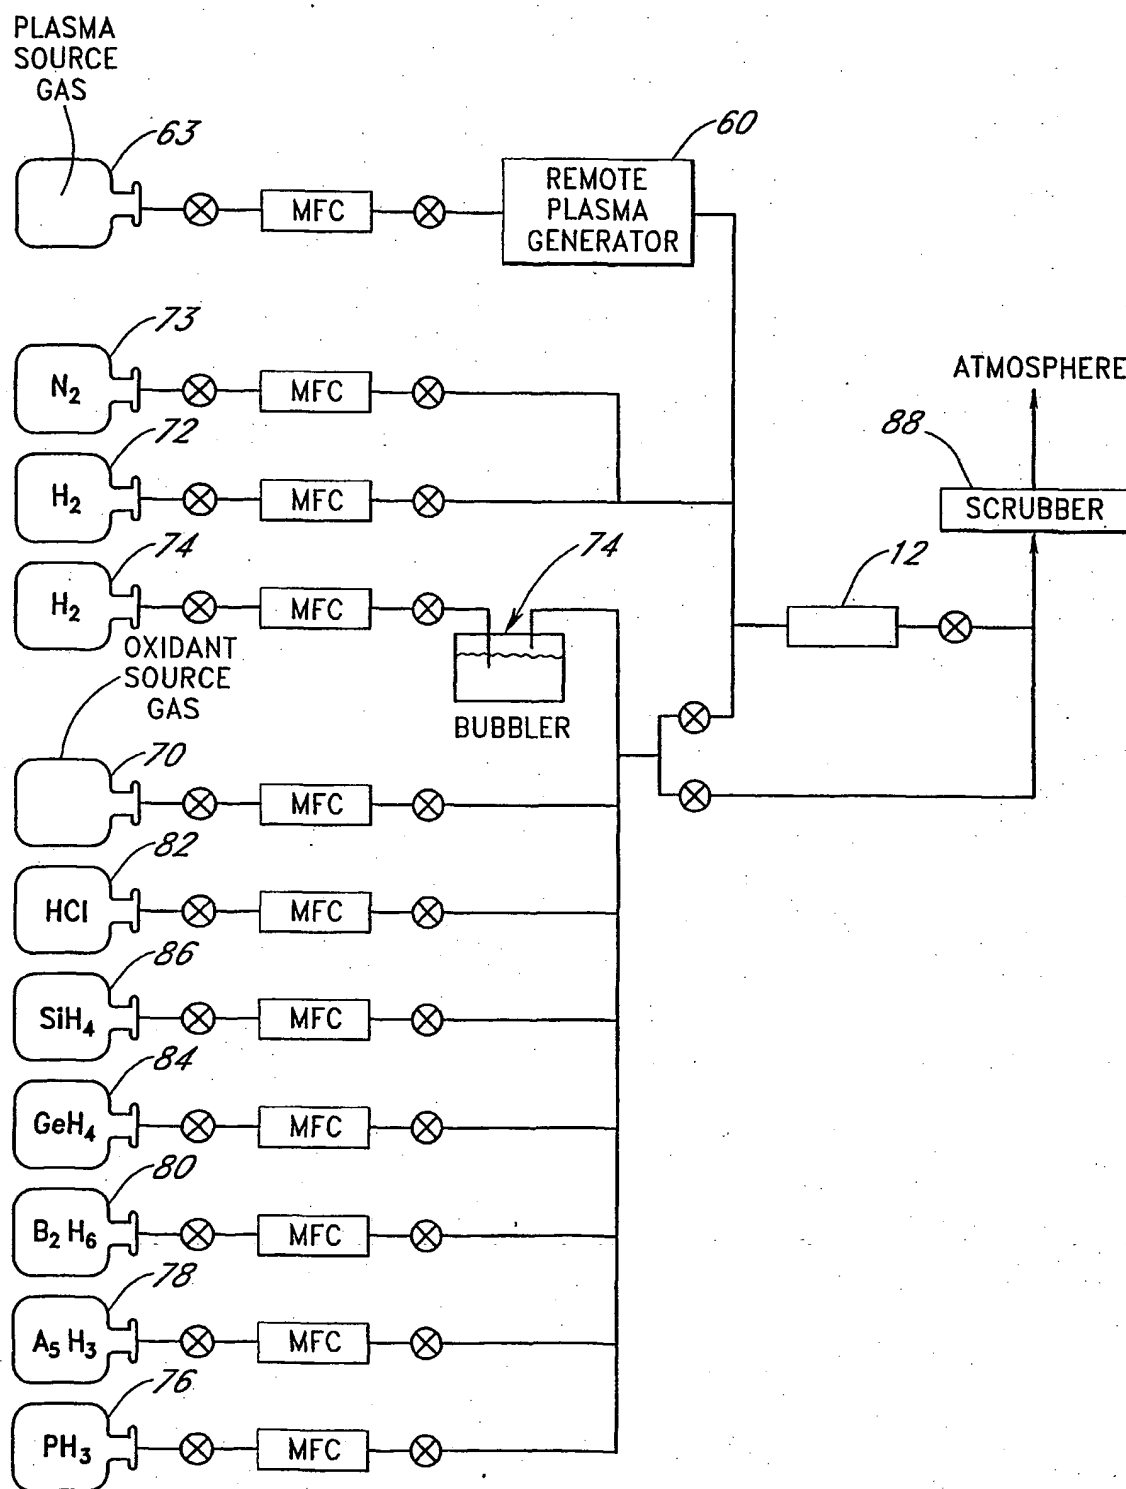 PLASMA
SOURCE
GAS
63
60
MFC
REMOTE
PLASMA
GENERATOR
73
N2
MFC
ATMOSPHERE
72
H2
MFC
88
SCRUBBER
74
H2
MFC
74
12
OXIDANT
SOURCE
GAS
BUBBLER
70
MFC
82
HCl
MFC
86
SiH4
MFC
84
GeH4
MFC
80
B2 H6
MFC
78
A5 H3
MFC
76
PH3
MFC